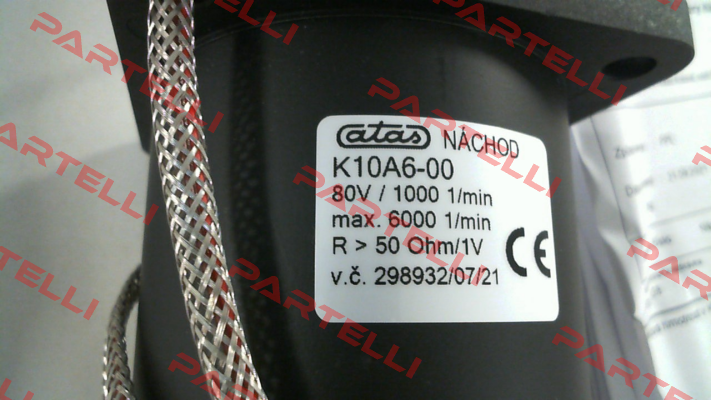 atas NÁCHOD
K10A6-00
80V / 1000 1/min
max. 6000 1/min
R > 50 Ohm/1V
CE
v.č. 298932/07/21
PARTELLI
PARTELLI
PARTELLI
PARTELLI
PARTELLI
PARTELLI
PARTELLI